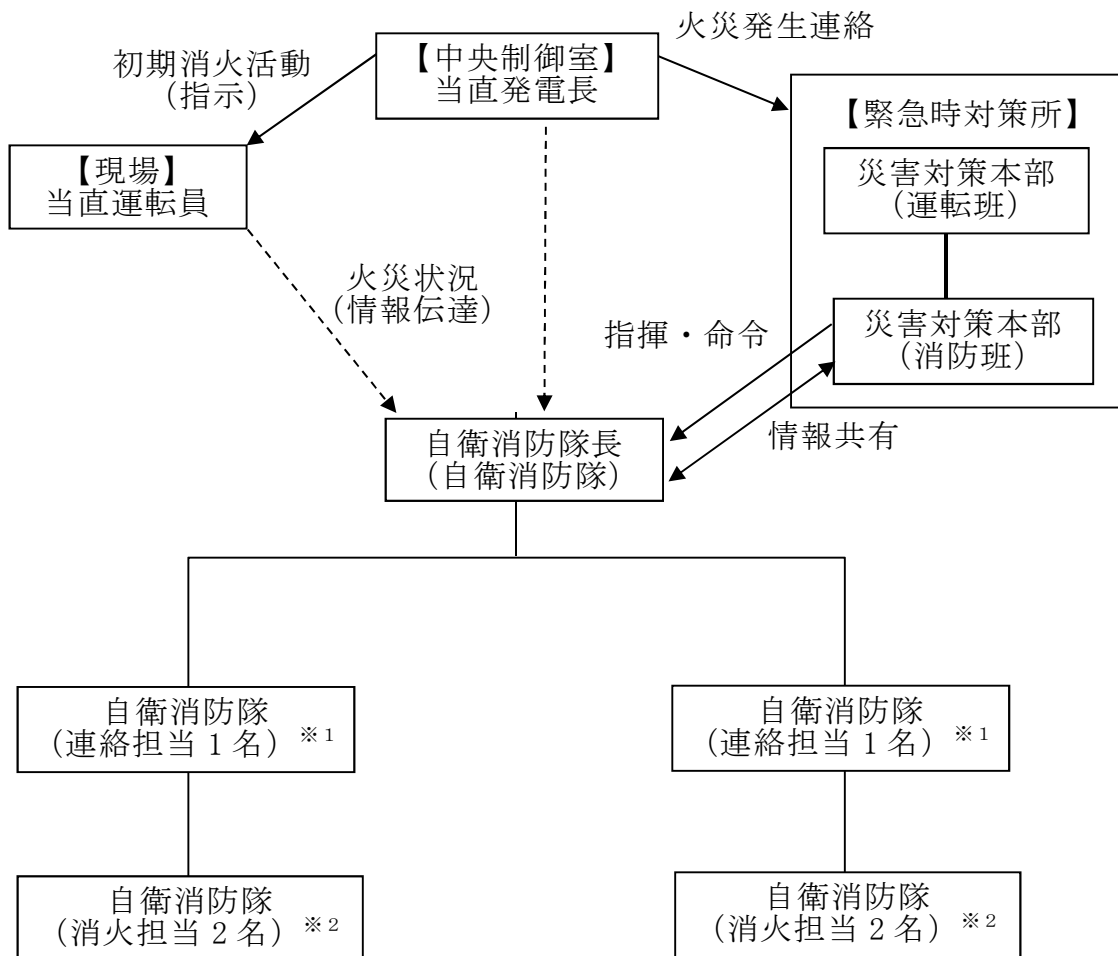 火災発生連絡
初期消火活動
(指示)
【中央制御室】
当直発電長
【緊急時対策所】
【現場】
当直運転員
災害対策本部
(運転班)
火災状況
(情報伝達)
指揮・命令
災害対策本部
(消防班)
情報共有
自衛消防隊長
(自衛消防隊)
自衛消防隊
(連絡担当1名)※1
自衛消防隊
(連絡担当1名)※1
自衛消防隊
(消火担当2名)※2
自衛消防隊
(消火担当2名)※2